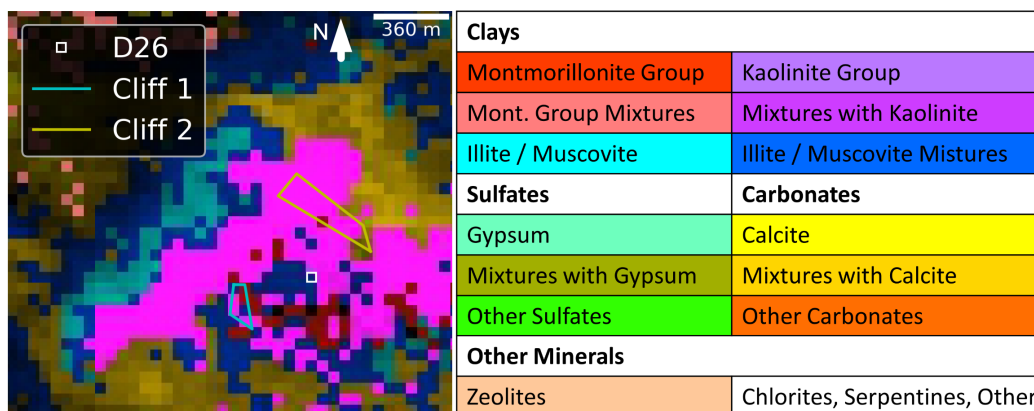 D26
Cliff 1
Cliff 2
N
360 m
Clays
Montmorillonite Group
Kaolinite Group
Mont. Group Mixtures
Mixtures with Kaolinite
Illite / Muscovite
Illite / Muscovite Mistures
Sulfates
Carbonates
Gypsum
Calcite
Mixtures with Gypsum
Mixtures with Calcite
Other Sulfates
Other Carbonates
Other Minerals
Zeolites
Chlorites, Serpentines, Other